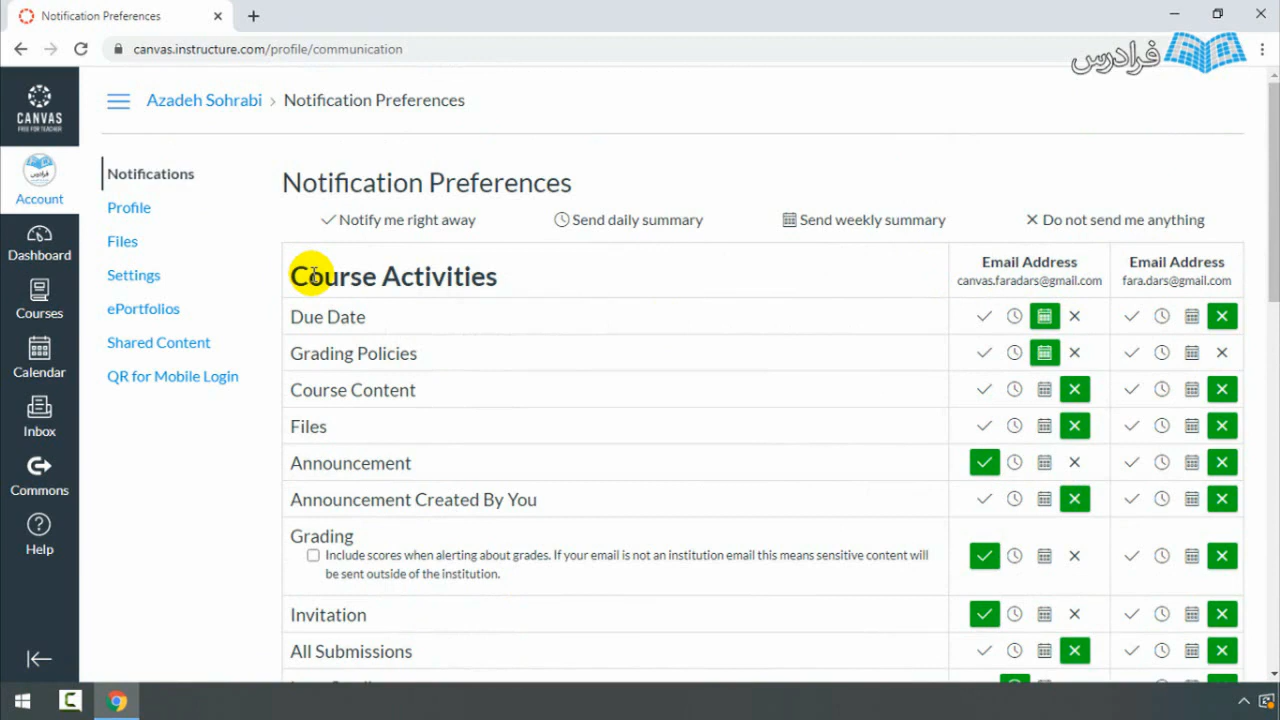 Notification Preferences
canvas.instructure.com/profile/communication
فرادرس
CANVAS
FREE FOR TEACHER
Account
Dashboard
Courses
Calendar
Inbox
Commons
Help
Azadeh Sohrabi > Notification Preferences
Notifications
Profile
Files
Settings
ePortfolios
Shared Content
QR for Mobile Login
Notification Preferences
Notify me right away Send daily summary Send weekly summary Do not send me anything
Course Activities
Email Address
canvas.faradars@gmail.com
Email Address
fara.dars@gmail.com
Due Date
Grading Policies
Course Content
Files
Announcement
Announcement Created By You
Grading
Include scores when alerting about grades. If your email is not an institution email this means sensitive content will
be sent outside of the institution.
Invitation
All Submissions